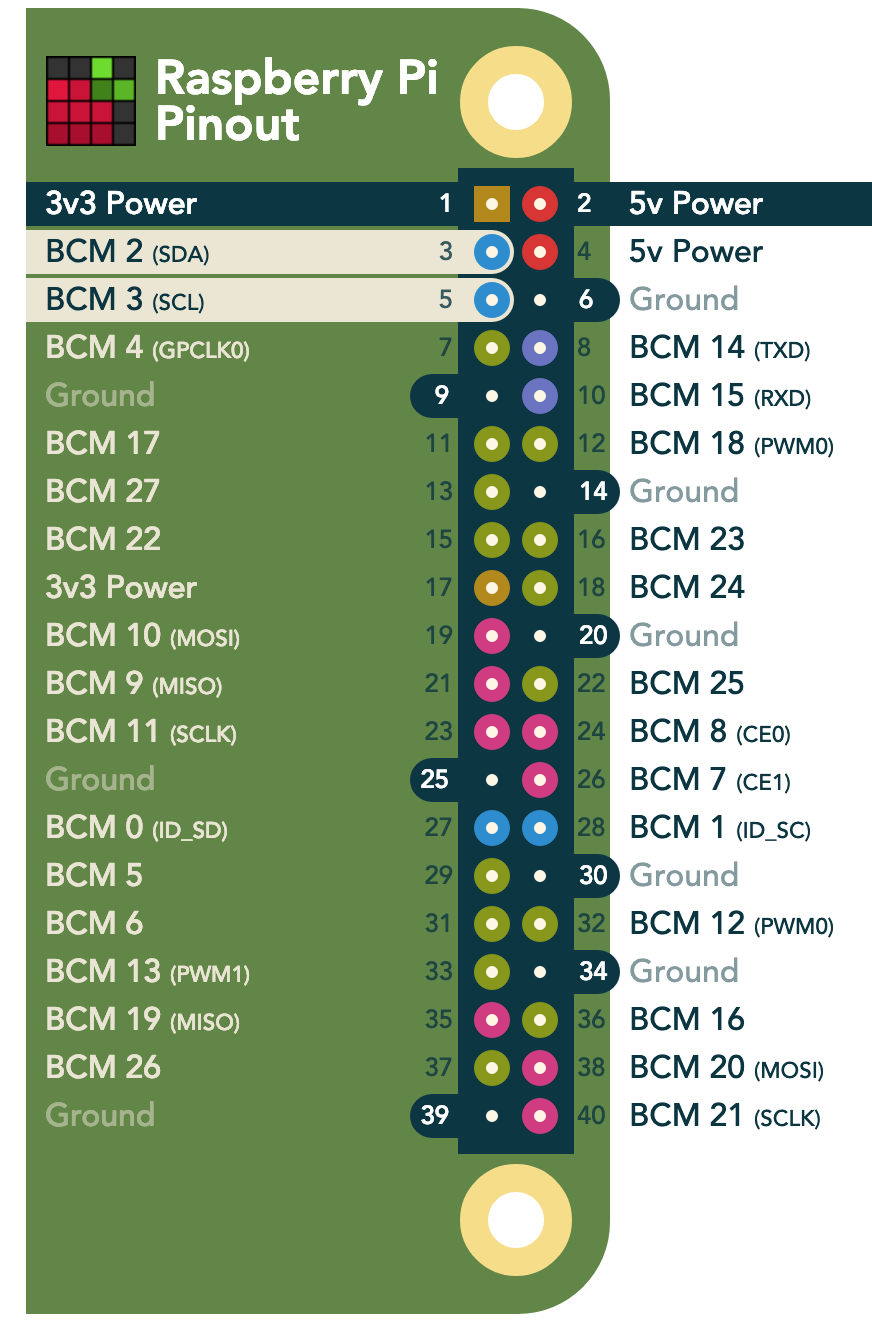 Raspberry Pi
Pinout
3v3 Power 1 2 5v Power
BCM 2 (SDA) 3 4 5v Power
BCM 3 (SCL) 5 6 Ground
BCM 4 (GPCLK0) 7 8 BCM 14 (TXD)
Ground 9 10 BCM 15 (RXD)
BCM 17 11 12 BCM 18 (PWM0)
BCM 27 13 14 Ground
BCM 22 15 16 BCM 23
3v3 Power 17 18 BCM 24
BCM 10 (MOSI) 19 20 Ground
BCM 9 (MISO) 21 22 BCM 25
BCM 11 (SCLK) 23 24 BCM 8 (CE0)
Ground 25 26 BCM 7 (CE1)
BCM 0 (ID_SD) 27 28 BCM 1 (ID_SC)
BCM 5 29 30 Ground
BCM 6 31 32 BCM 12 (PWM0)
BCM 13 (PWM1) 33 34 Ground
BCM 19 (MISO) 35 36 BCM 16
BCM 26 37 38 BCM 20 (MOSI)
Ground 39 40 BCM 21 (SCLK)